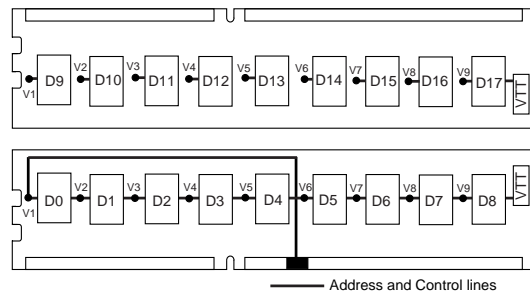 V1 D9 V2 D10 V3 D11 V4 D12 V5 D13 V6 D14 V7 D15 V8 D16 V9 D17 VTT
V1 D0 V2 D1 V3 D2 V4 D3 V5 D4 V6 D5 V7 D6 V8 D7 V9 D8 VTT
Address and Control lines